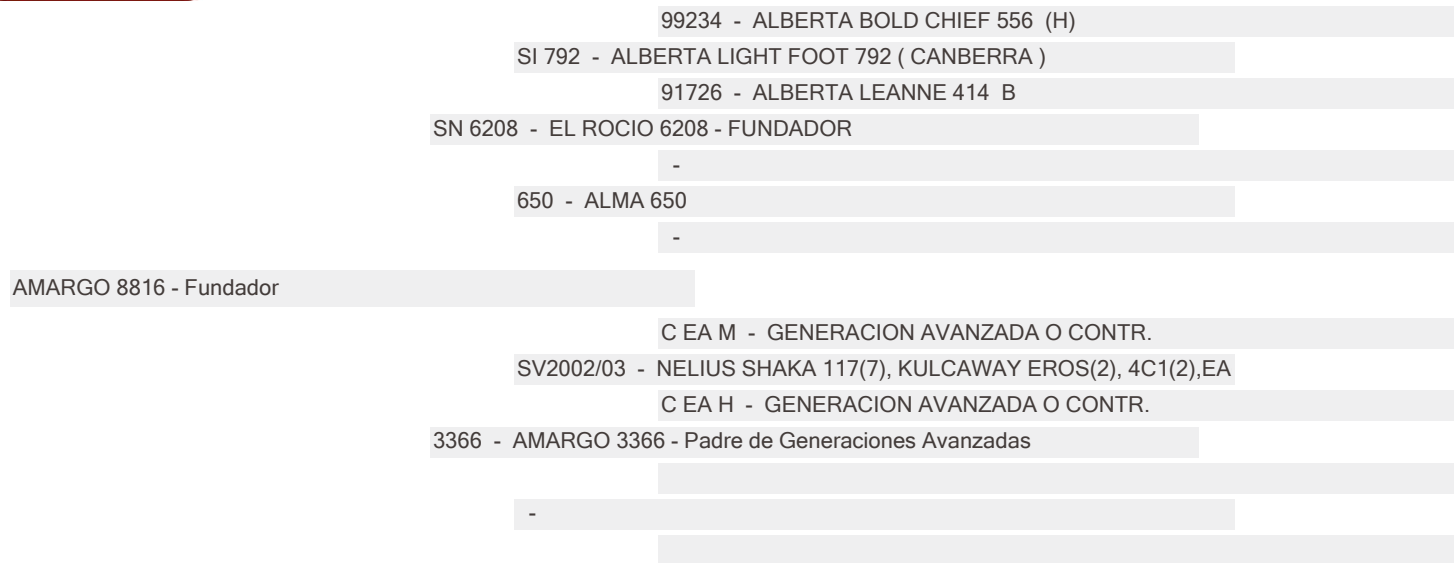 99234 - ALBERTA BOLD CHIEF 556 (H)
SI 792 - ALBERTA LIGHT FOOT 792 ( CANBERRA )
91726 - ALBERTA LEANNE 414 B
SN 6208 - EL ROCIO 6208 - FUNDADOR
-
650 - ALMA 650
-
AMARGO 8816 - Fundador
C EA M - GENERACION AVANZADA O CONTR.
SV2002/03 - NELIUS SHAKA 117(7), KULCAWAY EROS(2), 4C1(2),EA
C EA H - GENERACION AVANZADA O CONTR.
3366 - AMARGO 3366 - Padre de Generaciones Avanzadas
-